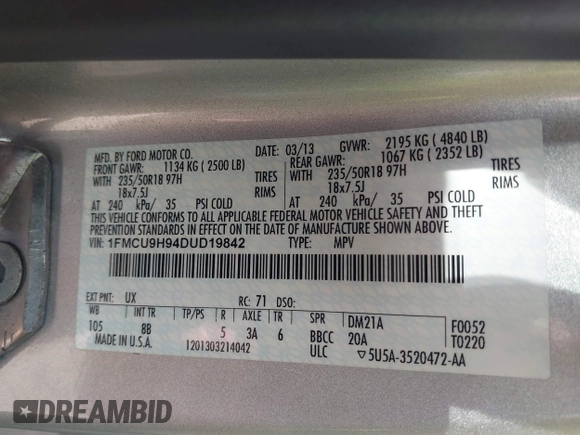 MFD. BY FORD MOTOR CO. DATE: 03/13 GVWR: 2195 KG ( 4840 LB)
FRONT GAWR: 1134 KG ( 2500 LB) REAR GAWR: 1067 KG ( 2352 LB)
WITH 235/50R18 97H TIRES WITH 235/50R18 97H TIRES
18x7.5J RIMS 18x7.5J RIMS
AT 240 kPa/ 35 PSI COLD AT 240 kPa/ 35 PSI COLD
THIS VEHICLE CONFORMS TO ALL APPLICABLE FEDERAL MOTOR VEHICLE SAFETY AND THEFT
PREVENTION STANDARDS IN EFFECT ON THE DATE OF MANUFACTURE SHOWN ABOVE.
VIN: 1FMCU9H94DUD19842 TYPE: MPV
EXT PNT: UX RC: 71 DSO:
WB INT TR TP/PS R AXLE TR SPR DM21A F0052
105 8B 5 3A 6 BBCC 20A T0220
MADE IN U.S.A. 1201303214042 ULC ▽5U5A-3520472-AA
DREAMBID